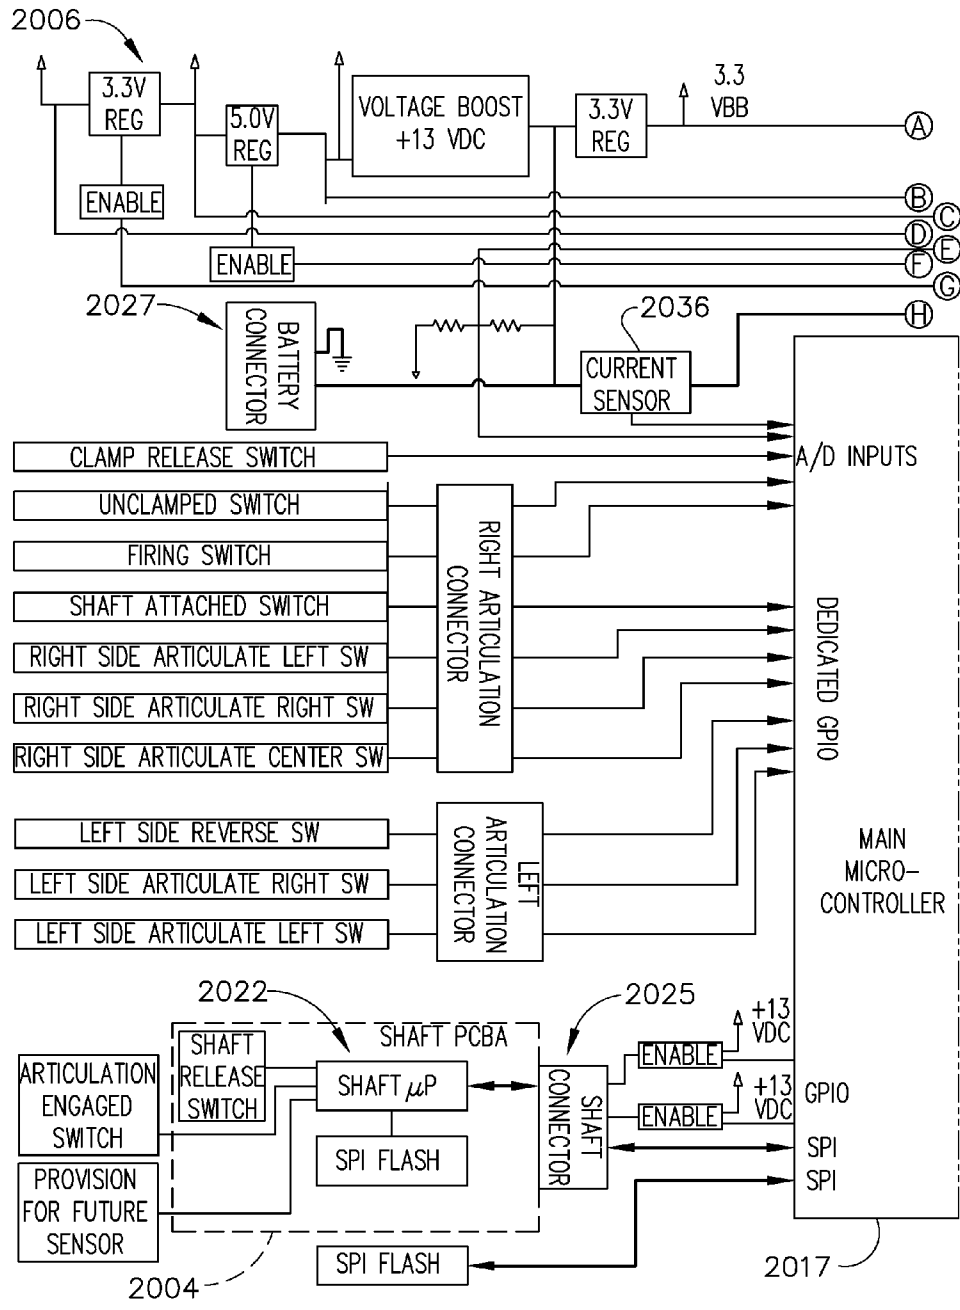 2006
3.3V
REG
5.0V
REG
VOLTAGE BOOST
+13 VDC
3.3V
REG
3.3
VBB
A
ENABLE
B
C
D
E
ENABLE
F
G
2027
BATTERY
CONNECTOR
2036
H
CURRENT
SENSOR
CLAMP RELEASE SWITCH
A/D INPUTS
UNCLAMPED SWITCH
FIRING SWITCH
SHAFT ATTACHED SWITCH
RIGHT SIDE ARTICULATE LEFT SW
RIGHT SIDE ARTICULATE RIGHT SW
RIGHT SIDE ARTICULATE CENTER SW
RIGHT ARTICULATION
CONNECTOR
DEDICATED GPIO
LEFT SIDE REVERSE SW
LEFT SIDE ARTICULATE RIGHT SW
LEFT SIDE ARTICULATE LEFT SW
LEFT
ARTICULATION
CONNECTOR
MAIN
MICRO-
CONTROLLER
2022
2025
SHAFT PCBA
SHAFT
RELEASE
SWITCH
SHAFT µP
SPI FLASH
ARTICULATION
ENGAGED
SWITCH
PROVISION
FOR FUTURE
SENSOR
SHAFT
CONNECTOR
ENABLE
+13
VDC
ENABLE
+13
VDC
GPIO
SPI
SPI
SPI FLASH
2004
2017